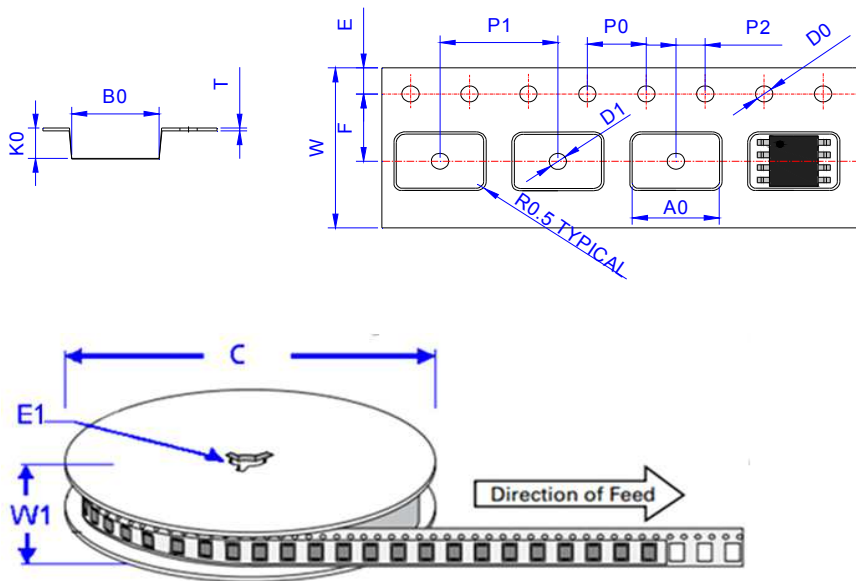 E
P1
P0
P2
D0
T
B0
K0
W
F
D1
R0.5 TYPICAL
A0
C
E1
W1
Direction of Feed